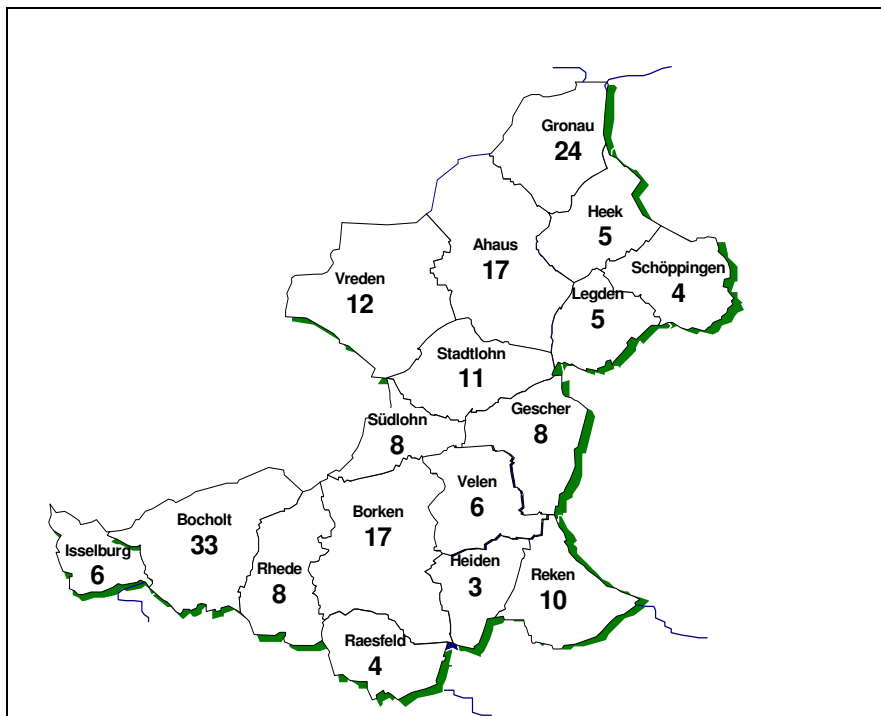 Gronau
24
Heek
5
Ahaus
17
Schöppingen
4
Vreden
12
Legden
5
Stadtlohn
11
Gescher
8
Südlohn
8
Velen
6
Borken
17
Bocholt
33
Isselburg
6
Rhede
8
Heiden
3
Reken
10
Raesfeld
4